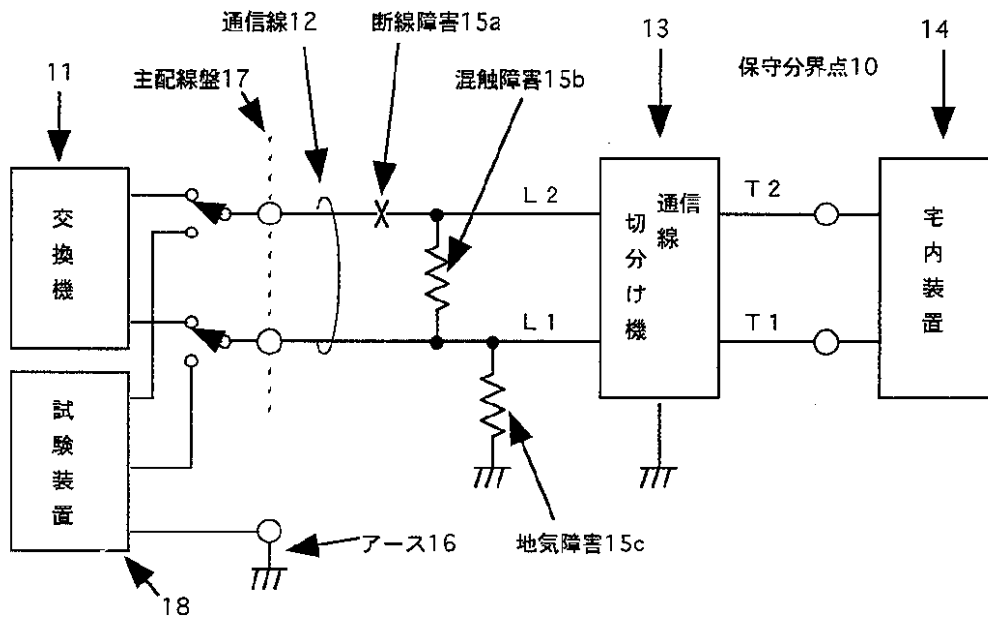 通信線12
断線障害15a
13
14
11
主配線盤17
混触障害15b
保守分界点10
交換機
L2
通信線
切分け機
T2
宅内装置
L1
T1
試験装置
アース16
地気障害15c
18